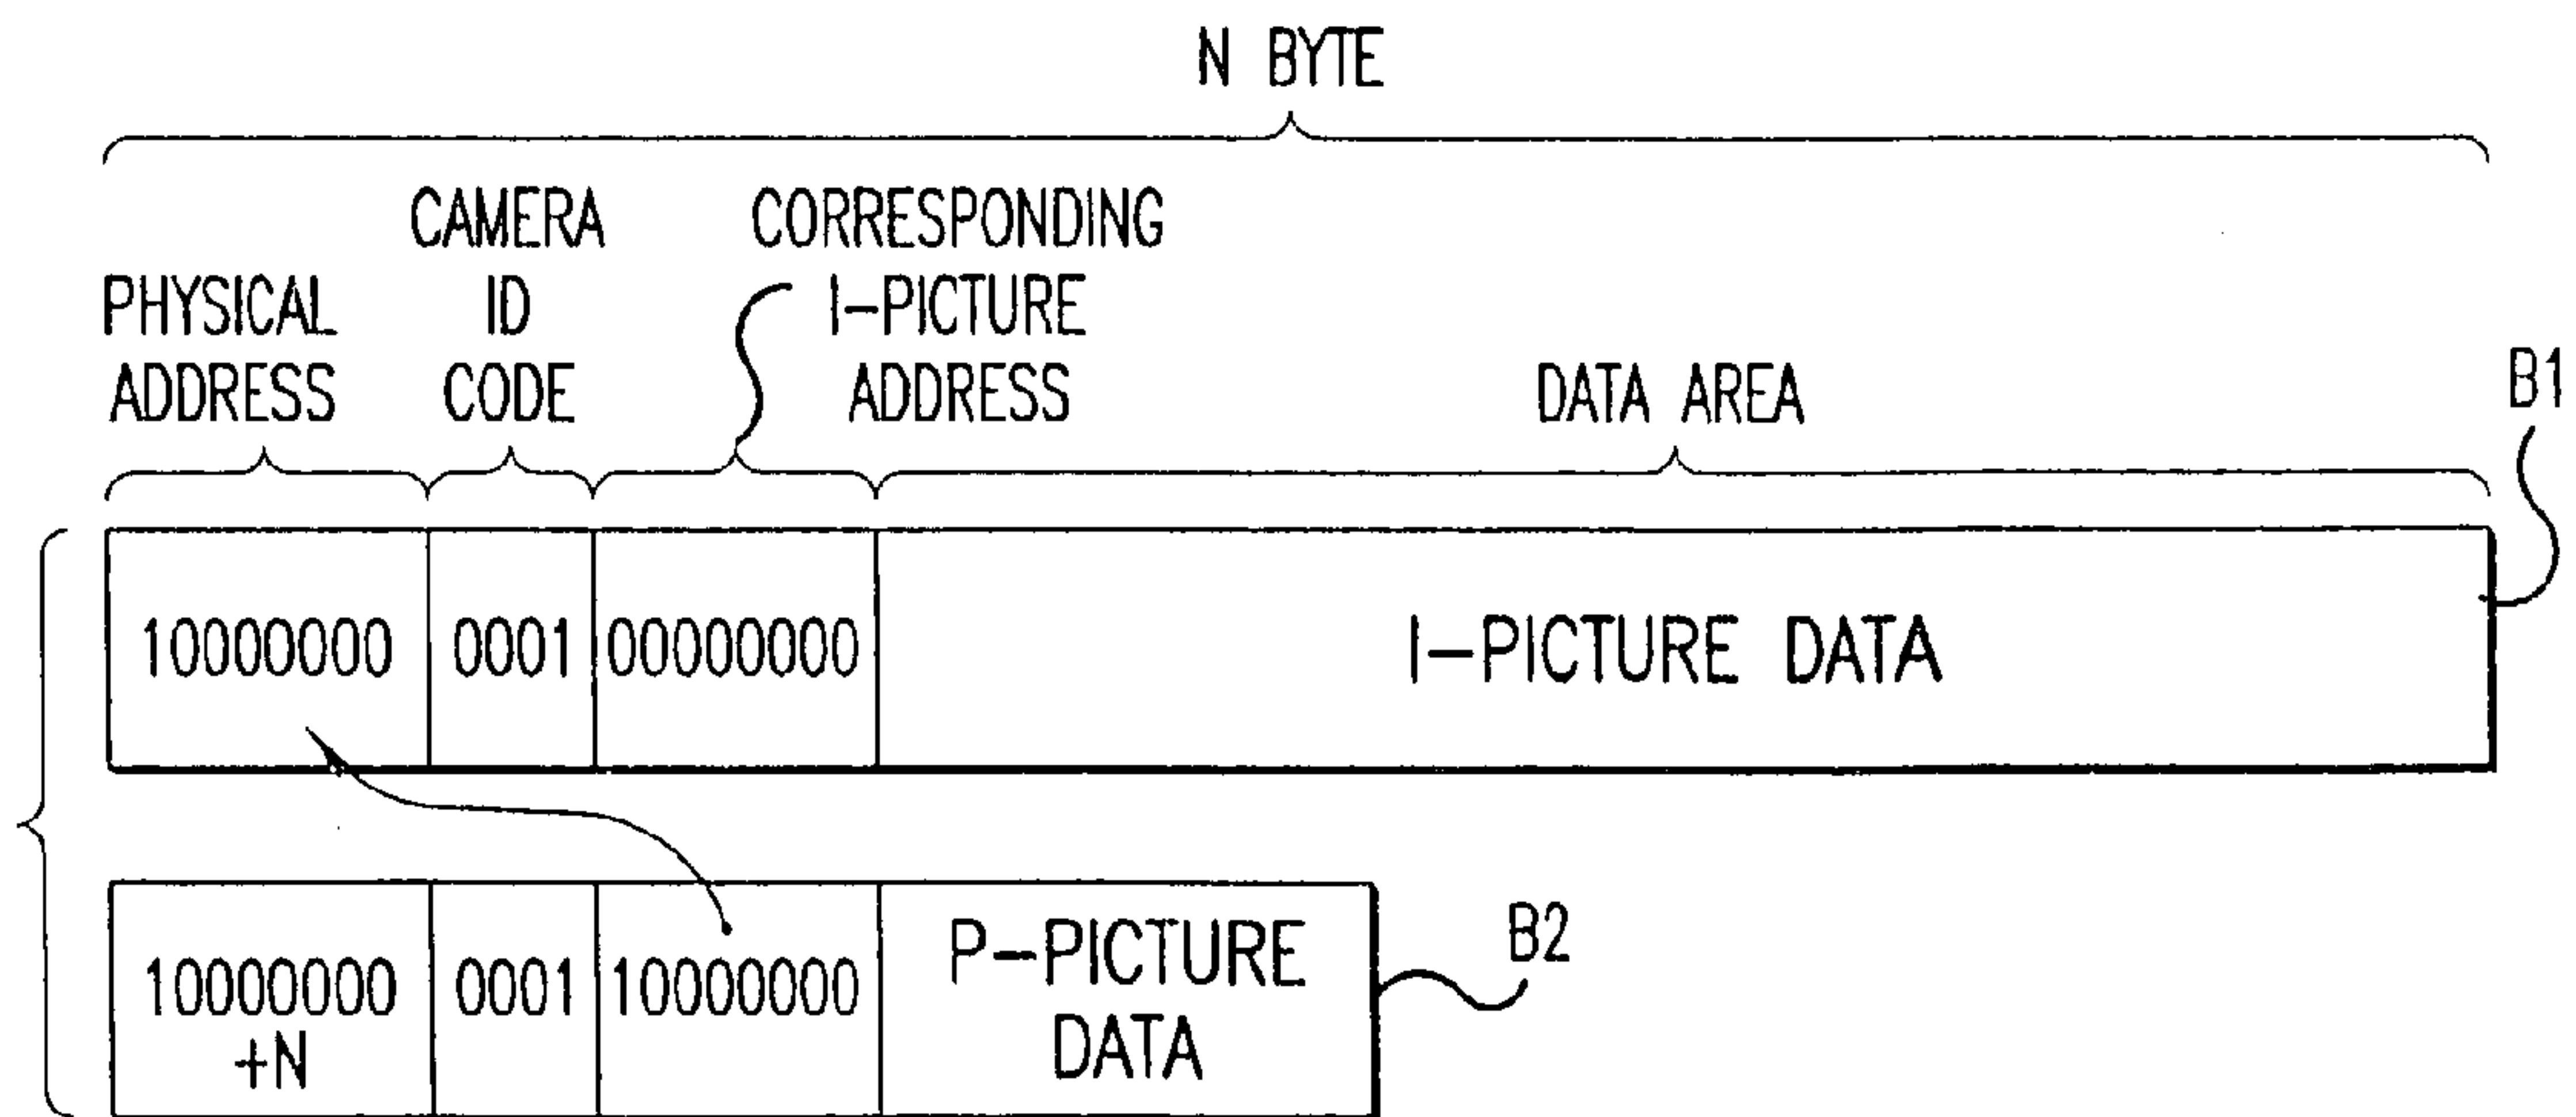 N BYTE
PHYSICAL
ADDRESS
CAMERA
ID
CODE
CORRESPONDING
I-PICTURE
ADDRESS
DATA AREA
B1
10000000
0001
00000000
I-PICTURE DATA
10000000
+N
0001
10000000
P-PICTURE
DATA
B2